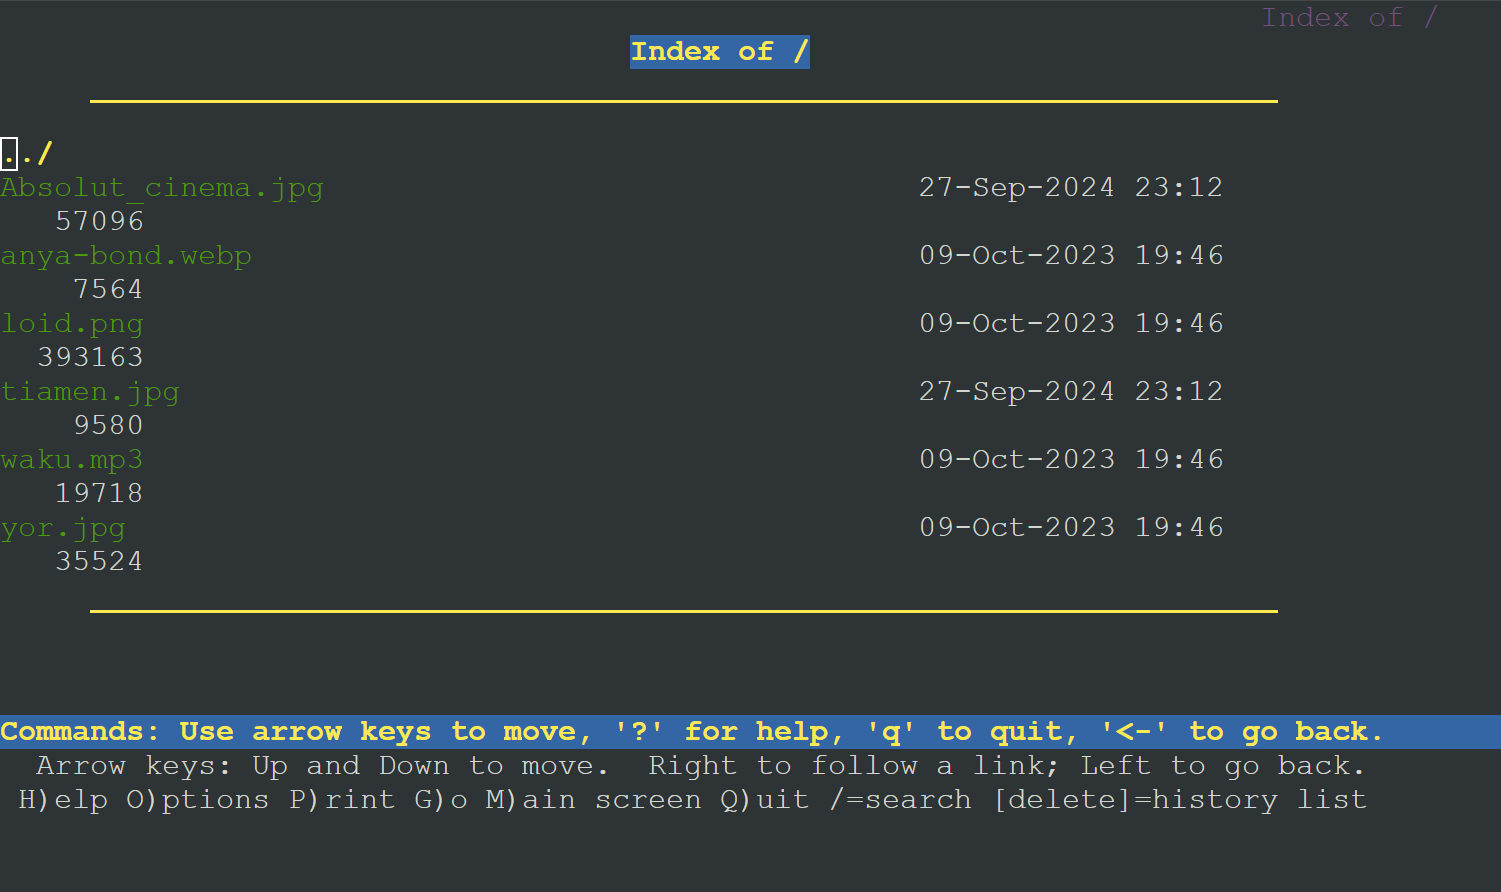 Index of /
Index of /
../
Absolut_cinema.jpg 27-Sep-2024 23:12
57096
anya-bond.webp 09-Oct-2023 19:46
7564
loid.png 09-Oct-2023 19:46
393163
tiamen.jpg 27-Sep-2024 23:12
9580
waku.mp3 09-Oct-2023 19:46
19718
yor.jpg 09-Oct-2023 19:46
35524
Commands: Use arrow keys to move, '?' for help, 'q' to quit, '<-' to go back.
Arrow keys: Up and Down to move.  Right to follow a link; Left to go back.
H)elp O)ptions P)rint G)o M)ain screen Q)uit /=search [delete]=history list